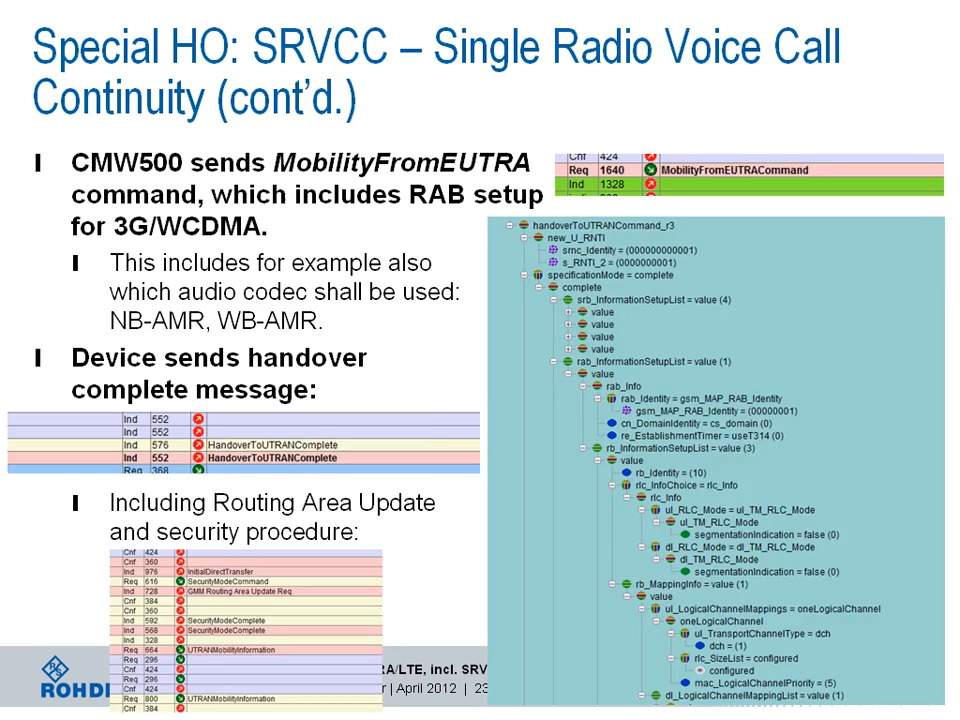 Special HO: SRVCC – Single Radio Voice Call
Continuity (cont'd.)
CMW500 sends MobilityFromEUTRA
command, which includes RAB setup
for 3G/WCDMA.
This includes for example also
which audio codec shall be used:
NB-AMR, WB-AMR.
Device sends handover
complete message:
Ind 552
Ind 552
Ind 576 HandoverToUTRANComplete
Ind 552 HandoverToUTRANComplete
Req 368
Including Routing Area Update
and security procedure:
Cnf 424
Cnf 360
Ind 976 InitialDirectTransfer
Req 616 SecurityModeCommand
Ind 728 GMM Routing Area Update Req
Cnf 384
Cnf 360
Ind 592 SecurityModeComplete
Ind 568 SecurityModeComplete
Ind 328
Req 664 UTRANMobilityInformation
Req 296
Cnf 424
Req 296
Cnf 424
Req 800 UTRANMobilityInformation
Cnf 384
Cnf 424
Req 1640 MobilityFromEUTRACommand
Ind 1328
handoverToUTRANCommand_r3
new_U_RNTI
srnc_Identity = (000000000001)
s_RNTI_2 = (0000000001)
specificationMode = complete
complete
srb_InformationSetupList = value (4)
value
value
value
value
rab_InformationSetupList = value (1)
value
rab_Info
rab_Identity = gsm_MAP_RAB_Identity
gsm_MAP_RAB_Identity = (00000001)
cn_DomainIdentity = cs_domain (0)
re_EstablishmentTimer = useT314 (0)
rb_InformationSetupList = value (3)
value
rb_Identity = (10)
rlc_InfoChoice = rlc_Info
rlc_Info
ul_RLC_Mode = ul_TM_RLC_Mode
ul_TM_RLC_Mode
segmentationIndication = false (0)
dl_RLC_Mode = dl_TM_RLC_Mode
dl_TM_RLC_Mode
segmentationIndication = false (0)
rb_MappingInfo = value (1)
value
ul_LogicalChannelMappings = oneLogicalChannel
oneLogicalChannel
ul_TransportChannelType = dch
dch = (1)
rlc_SizeList = configured
configured
mac_LogicalChannelPriority = (5)
dl_LogicalChannelMappingList = value (1)
RS
ROHD
RA/LTE, incl. SRV
r | April 2012 | 23